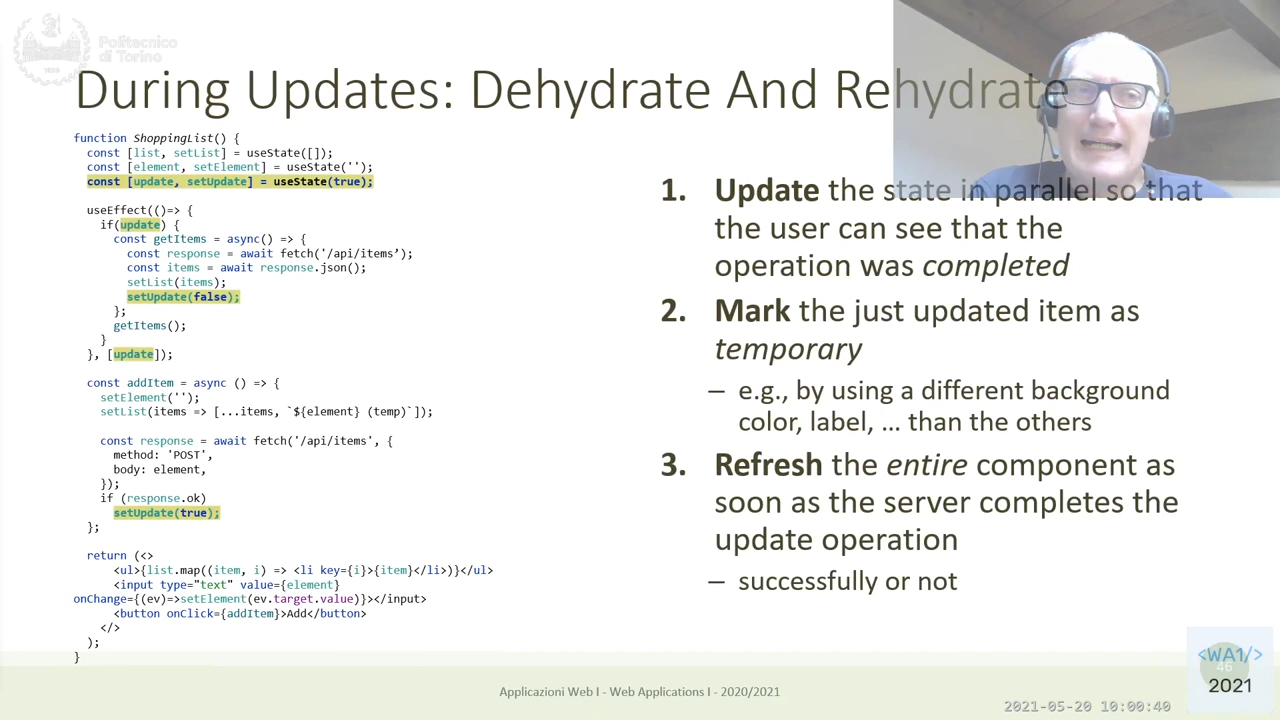 Politecnico
di Torino
During Updates: Dehydrate And Rehydrate
function ShoppingList() {
  const [list, setList] = useState([]);
  const [element, setElement] = useState('');
  const [update, setUpdate] = useState(true);

  useEffect(()=> {
    if(update) {
      const getItems = async() => {
        const response = await fetch('/api/items’);
        const items = await response.json();
        setList(items);
        setUpdate(false);
      };
      getItems();
    }
  }, [update]);

  const addItem = async () => {
    setElement('');
    setList(items => [...items, `${element} (temp)`]);

    const response = await fetch('/api/items', {
      method: 'POST',
      body: element,
    });
    if (response.ok)
      setUpdate(true);
  };

  return (<>
      <ul>{list.map((item, i) => <li key={i}>{item}</li>)}</ul>
      <input type="text" value={element}
onChange={(ev)=>setElement(ev.target.value)}></input>
      <button onClick={addItem}>Add</button>
    </>
  );
}
1. Update the state in parallel so that
the user can see that the
operation was completed
2. Mark the just updated item as
temporary
– e.g., by using a different background
color, label, … than the others
3. Refresh the entire component as
soon as the server completes the
update operation
– successfully or not
Applicazioni Web I - Web Applications I - 2020/2021
<WA1/>
46
2021
2021-05-20 10:00:40